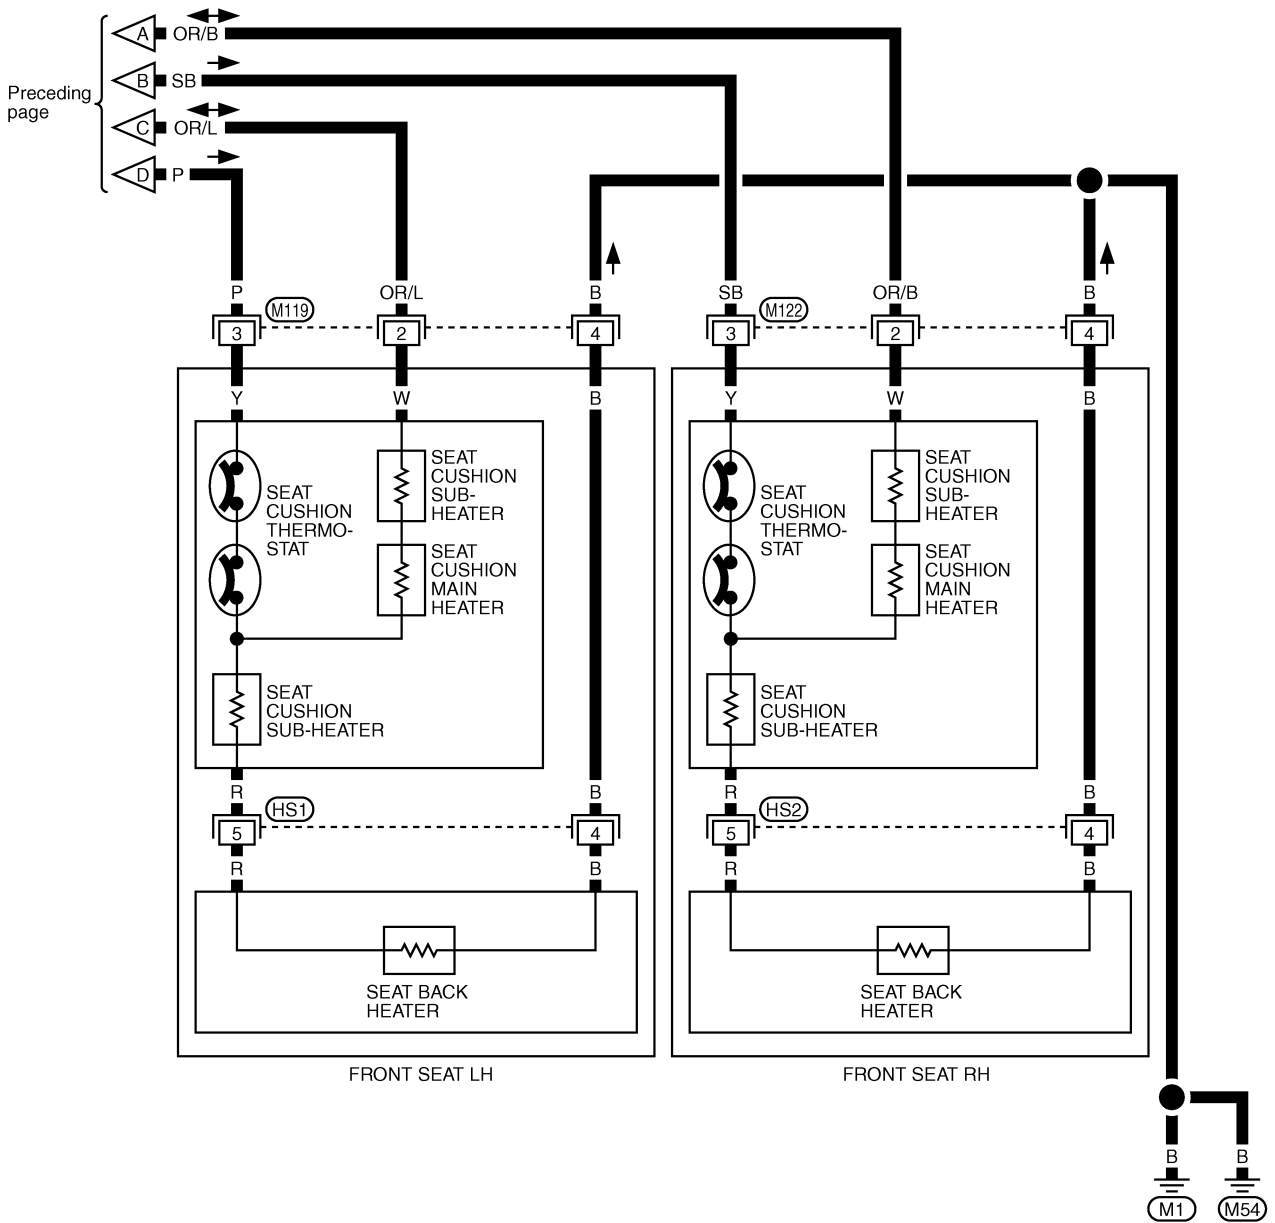 A OR/B
B SB
Preceding
page
C OR/L
D P
P OR/L B SB OR/B B
M119 M122
3 2 4 3 2 4
Y W B Y W B
SEAT
CUSHION
SUB-
HEATER
SEAT
CUSHION
THERMO-
STAT
SEAT
CUSHION
MAIN
HEATER
SEAT
CUSHION
SUB-HEATER
SEAT
CUSHION
SUB-
HEATER
SEAT
CUSHION
THERMO-
STAT
SEAT
CUSHION
MAIN
HEATER
SEAT
CUSHION
SUB-HEATER
R B R B
HS1 HS2
5 4 5 4
R B R B
SEAT BACK
HEATER
SEAT BACK
HEATER
FRONT SEAT LH
FRONT SEAT RH
B B
M1 M54